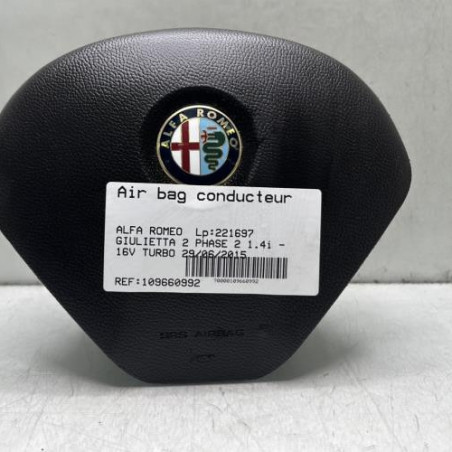 ALFA ROMEO
Air bag conducteur
ALFA ROMEO Lp:221697
GIULIETTA 2 PHASE 2 1.4i -
16V TURBO 29/06/2015
REF:109660992
SRS AIRBAG